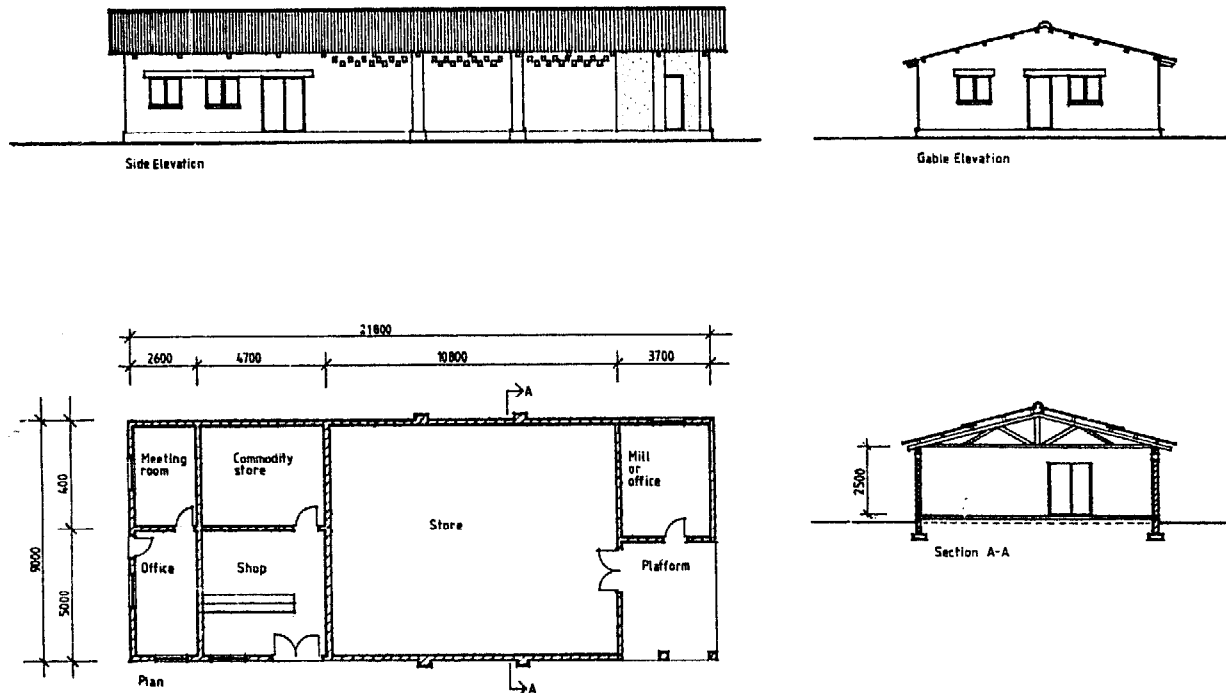 Side Elevation
Gable Elevation
21800
2600
4700
10800
3700
A
9000
400
5000
Meeting
room
Commodity
store
Mill
or
office
Store
Office
Shop
Plafform
A
Plan
2500
Section A-A